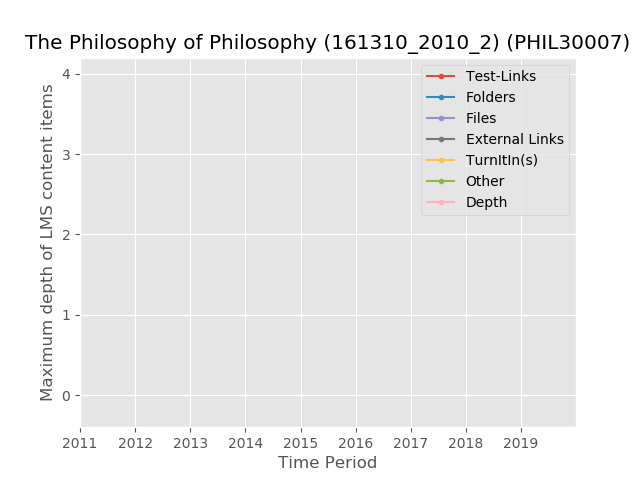 The Philosophy of Philosophy (161310_2010_2) (PHIL30007)
Maximum depth of LMS content items
4
3
2
1
0
Test-Links
Folders
Files
External Links
TurnItIn(s)
Other
Depth
2011 2012 2013 2014 2015 2016 2017 2018 2019
Time Period